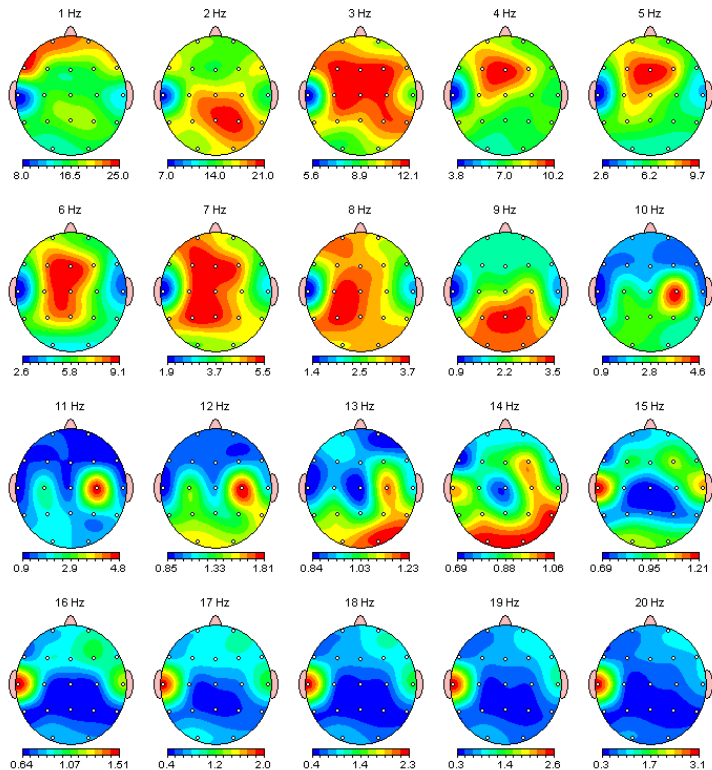 1 Hz 2 Hz 3 Hz 4 Hz 5 Hz
8.0 16.5 25.0 7.0 14.0 21.0 5.6 8.9 12.1 3.8 7.0 10.2 2.6 6.2 9.7
6 Hz 7 Hz 8 Hz 9 Hz 10 Hz
2.6 5.8 9.1 1.9 3.7 5.5 1.4 2.5 3.7 0.9 2.2 3.5 0.9 2.8 4.6
11 Hz 12 Hz 13 Hz 14 Hz 15 Hz
0.9 2.9 4.8 0.85 1.33 1.81 0.84 1.03 1.23 0.69 0.88 1.06 0.69 0.95 1.21
16 Hz 17 Hz 18 Hz 19 Hz 20 Hz
0.64 1.07 1.51 0.4 1.2 2.0 0.4 1.4 2.3 0.3 1.4 2.6 0.3 1.7 3.1